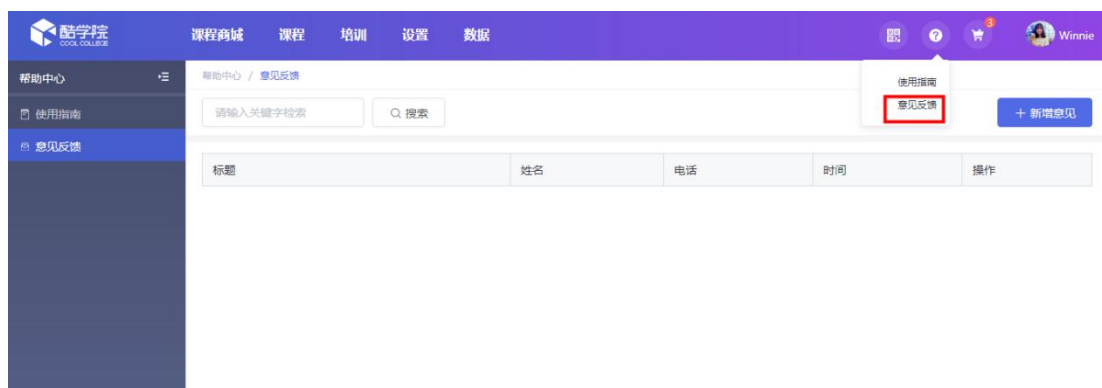 酷学院 课程商城 课程 培训 设置 数据 3 Winnie
COOL COLLEGE
帮助中心 帮助中心 / 意见反馈 使用指南
使用指南 请输入关键字检索 搜索 意见反馈 + 新增意见
意见反馈
标题 姓名 电话 时间 操作